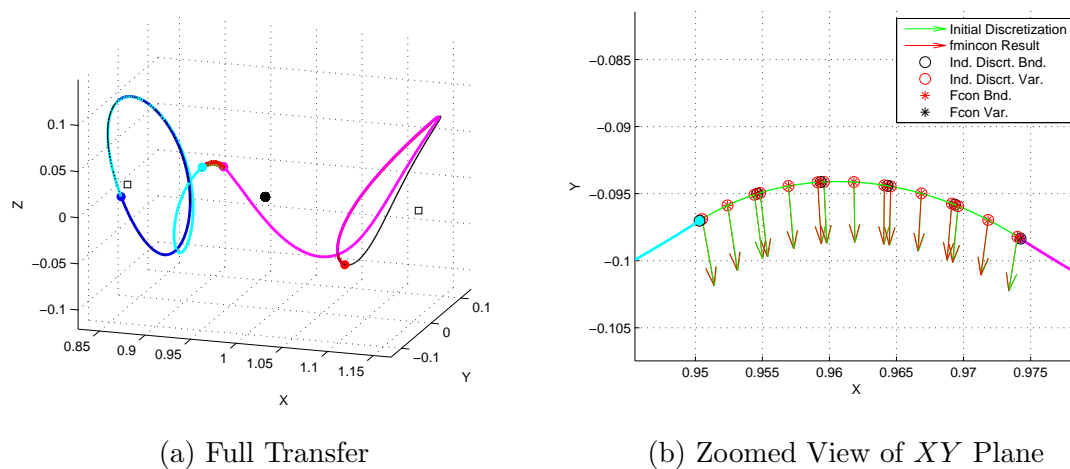 0.1
0.05
0
−0.05
−0.1
Z
0.85
0.9
0.95
1
1.05
1.1
1.15
X
−0.1
0
0.1
Y
(a) Full Transfer
Initial Discretization
fmincon Result
Ind. Discrt. Bnd.
Ind. Discrt. Var.
Fcon Bnd.
Fcon Var.
−0.085
−0.09
−0.095
−0.1
−0.105
Y
0.95
0.955
0.96
0.965
0.97
0.975
X
(b) Zoomed View of XY Plane